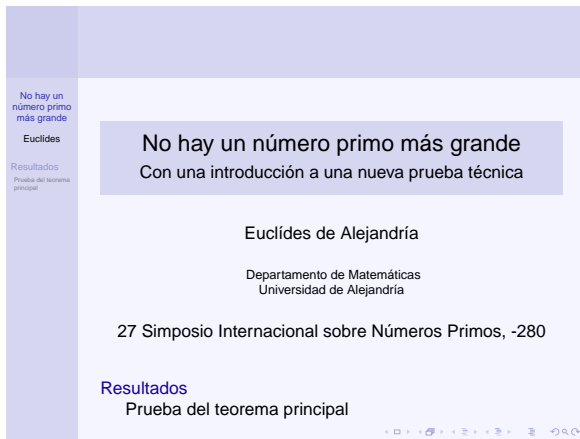 No hay un
número primo
más grande
Euclídes
Resultados
Prueba del teorema
principal
No hay un número primo más grande
Con una introducción a una nueva prueba técnica
Euclídes de Alejandría
Departamento de Matemáticas
Universidad de Alejandría
27 Simposio Internacional sobre Números Primos, -280
Resultados
Prueba del teorema principal